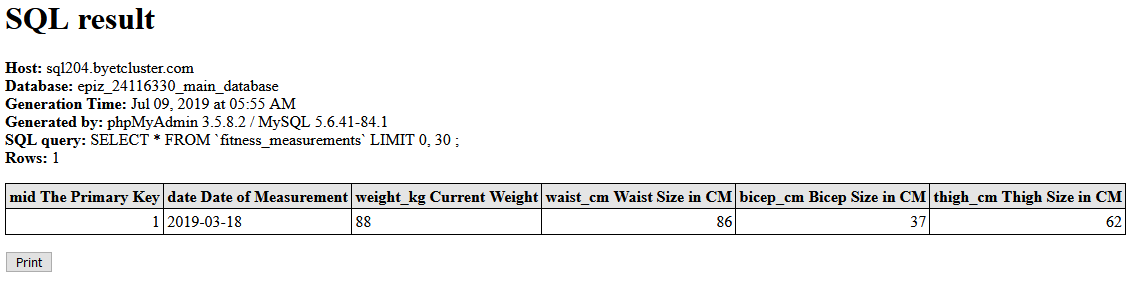 SQL result
Host: sql204.byetcluster.com
Database: epiz_24116330_main_database
Generation Time: Jul 09, 2019 at 05:55 AM
Generated by: phpMyAdmin 3.5.8.2 / MySQL 5.6.41-84.1
SQL query: SELECT * FROM `fitness_measurements` LIMIT 0, 30 ;
Rows: 1
mid The Primary Key date Date of Measurement weight_kg Current Weight waist_cm Waist Size in CM bicep_cm Bicep Size in CM thigh_cm Thigh Size in CM
1 2019-03-18 88 86 37 62
Print